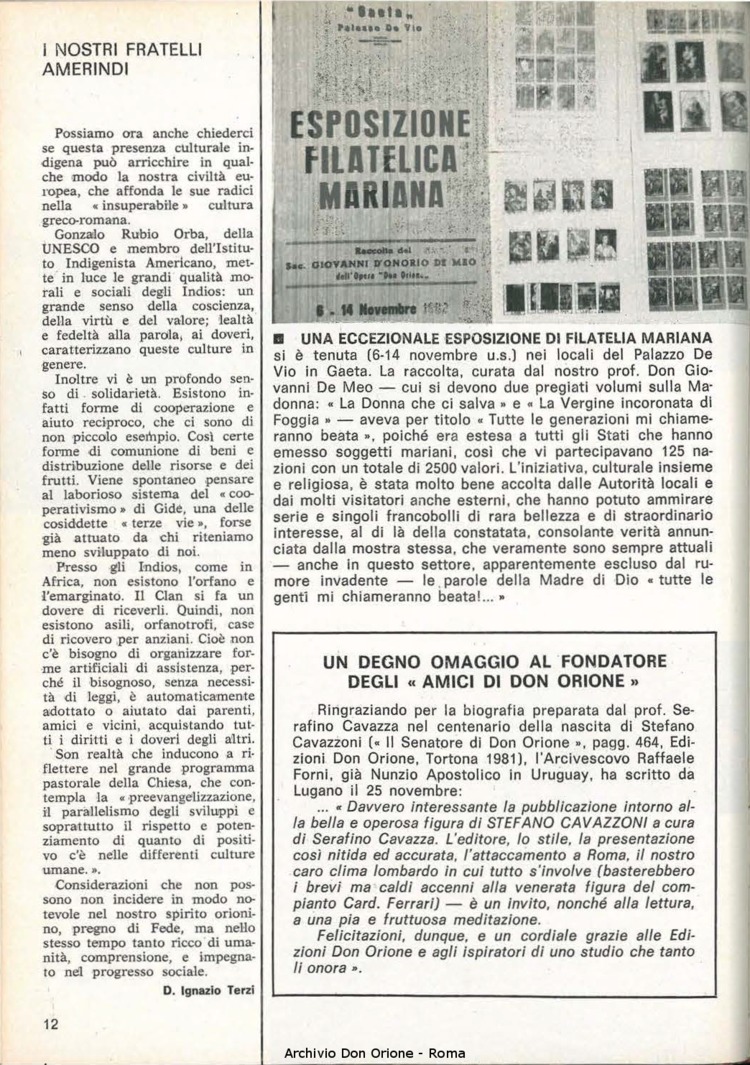 I NOSTRI FRATELLI
AMERINDI
Possiamo ora anche chiederci
se questa presenza culturale in-
digena può arricchire in qual-
che modo la nostra civiltà eu-
ropea, che affonda le sue radici
nella « insuperabile » cultura
greco-romana.
Gonzalo Rubio Orba, della
UNESCO e membro dell'Istitu-
to Indigenista Americano, met-
te in luce le grandi qualità mo-
rali e sociali degli Indios: un
grande senso della coscienza,
della virtù e del valore; lealtà
e fedeltà alla parola, ai doveri,
caratterizzano queste culture in
genere.
Inoltre vi è un profondo sen-
so di solidarietà. Esistono in-
fatti forme di cooperazione e
aiuto reciproco, che ci sono di
non piccolo esempio. Così certe
forme di comunione di beni e
distribuzione delle risorse e dei
frutti. Viene spontaneo pensare
al laborioso sistema del « coo-
perativismo » di Gide, una delle
cosiddette « terze vie », forse
già attuato da chi riteniamo
meno sviluppato di noi.
Presso gli Indios, come in
Africa, non esistono l'orfano e
l'emarginato. Il Clan si fa un
dovere di riceverli. Quindi, non
esistono asili, orfanotrofi, case
di ricovero per anziani. Cioè non
c'è bisogno di organizzare for-
me artificiali di assistenza, per-
ché il bisognoso, senza necessi-
tà di leggi, è automaticamente
adottato o aiutato dai parenti,
amici e vicini, acquistando tut-
ti i diritti e i doveri degli altri.
Son realtà che inducono a ri-
flettere nel grande programma
pastorale della Chiesa, che con-
templa la « preevangelizzazione,
il parallelismo degli sviluppi e
soprattutto il rispetto e poten-
ziamento di quanto di positi-
vo c'è nelle differenti culture
umane. ».
Considerazioni che non pos-
sono non incidere in modo no-
tevole nel nostro spirito orioni-
no, pregno di Fede, ma nello
stesso tempo tanto ricco di uma-
nità, comprensione, e impegna-
to nel progresso sociale.
D. Ignazio Terzi
12
" Gaeta "
Palazzo De Vio
ESPOSIZIONE
FILATELICA
MARIANA
Raccolta del
Sac. GIOVANNI D'ONORIO DE MEO
dell'Opera "Don Orione"
6 - 14 Novembre 1982
■ UNA ECCEZIONALE ESPOSIZIONE DI FILATELIA MARIANA
si è tenuta (6-14 novembre u.s.) nei locali del Palazzo De
Vio in Gaeta. La raccolta, curata dal nostro prof. Don Gio-
vanni De Meo — cui si devono due pregiati volumi sulla Ma-
donna: « La Donna che ci salva » e « La Vergine incoronata di
Foggia » — aveva per titolo « Tutte le generazioni mi chiame-
ranno beata », poiché era estesa a tutti gli Stati che hanno
emesso soggetti mariani, così che vi partecipavano 125 na-
zioni con un totale di 2500 valori. L'iniziativa, culturale insieme
e religiosa, è stata molto bene accolta dalle Autorità locali e
dai molti visitatori anche esterni, che hanno potuto ammirare
serie e singoli francobolli di rara bellezza e di straordinario
interesse, al di là della constatata, consolante verità annun-
ciata dalla mostra stessa, che veramente sono sempre attuali
— anche in questo settore, apparentemente escluso dal ru-
more invadente — le parole della Madre di Dio « tutte le
genti mi chiameranno beata!... »
UN DEGNO OMAGGIO AL FONDATORE
DEGLI « AMICI DI DON ORIONE »
Ringraziando per la biografia preparata dal prof. Se-
rafino Cavazza nel centenario della nascita di Stefano
Cavazzoni (« Il Senatore di Don Orione », pagg. 464, Edi-
zioni Don Orione, Tortona 1981), l'Arcivescovo Raffaele
Forni, già Nunzio Apostolico in Uruguay, ha scritto da
Lugano il 25 novembre:
... « Davvero interessante la pubblicazione intorno al-
la bella e operosa figura di STEFANO CAVAZZONI a cura
di Serafino Cavazza. L'editore, lo stile, la presentazione
così nitida ed accurata, l'attaccamento a Roma, il nostro
caro clima lombardo in cui tutto s'involve (basterebbero
i brevi ma caldi accenni alla venerata figura del com-
pianto Card. Ferrari) — è un invito, nonché alla lettura,
a una pia e fruttuosa meditazione.
Felicitazioni, dunque, e un cordiale grazie alle Edi-
zioni Don Orione e agli ispiratori di uno studio che tanto
li onora ».
Archivio Don Orione - Roma